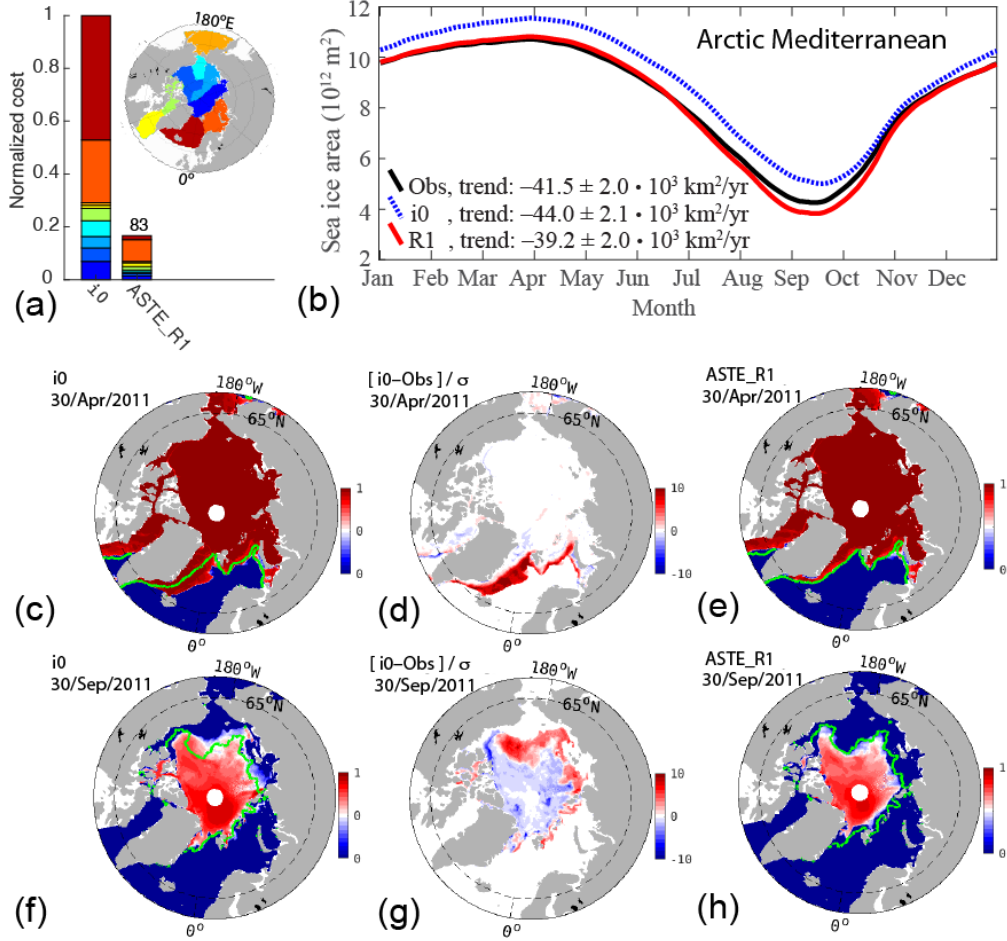 (a)
Normalized cost
1
0.8
0.6
0.4
0.2
0
83
i0
ASTE_R1
180°E
0°
(b)
Arctic Mediterranean
Sea ice area (10¹² m²)
12
10
8
6
4
2
Obs, trend: −41.5 ± 2.0 • 10³ km²/yr
i0 , trend: −44.0 ± 2.1 • 10³ km²/yr
R1 , trend: −39.2 ± 2.0 • 10³ km²/yr
Jan Feb Mar Apr May Jun Jul Aug Sep Oct Nov Dec
Month
i0
30/Apr/2011
180°W
65°N
1
0
0
(c)
0°
[ i0–Obs ] / σ
30/Apr/2011
180°W
65°N
10
0
-10
(d)
0°
ASTE_R1
30/Apr/2011
180°W
65°N
1
0
(e)
0°
i0
30/Sep/2011
180°W
65°N
1
0
0
(f)
0°
[ i0–Obs ] / σ
30/Sep/2011
180°W
65°N
10
0
-10
(g)
0°
ASTE_R1
30/Sep/2011
180°W
65°N
1
0
(h)
0°